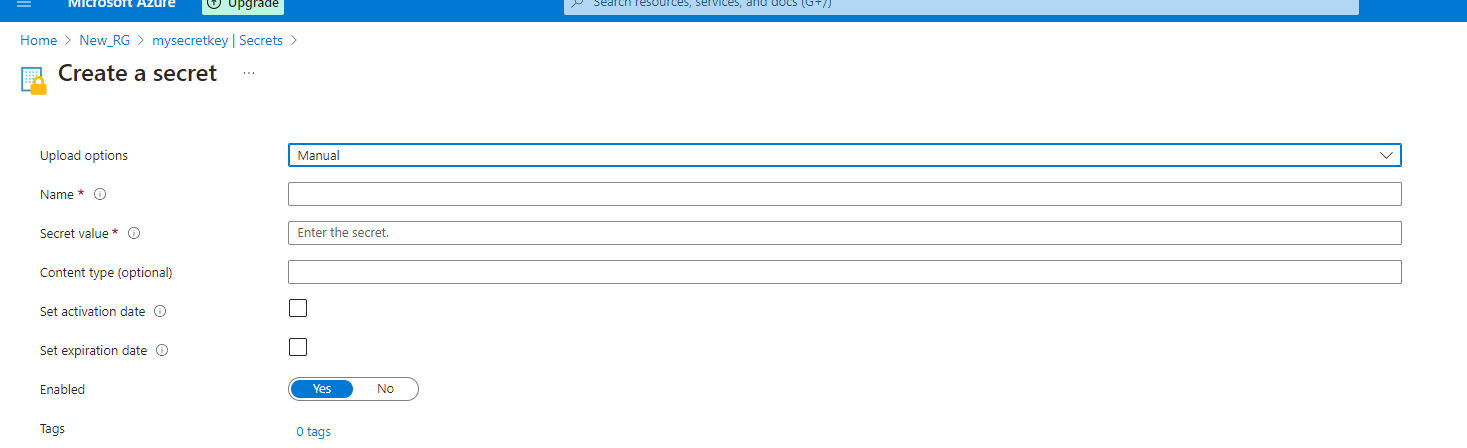 Microsoft Azure Upgrade Search resources, services, and docs (G+/)
Home > New_RG > mysecretkey | Secrets >
Create a secret ...
Upload options Manual
Name *
Secret value * Enter the secret.
Content type (optional)
Set activation date
Set expiration date
Enabled Yes No
Tags 0 tags